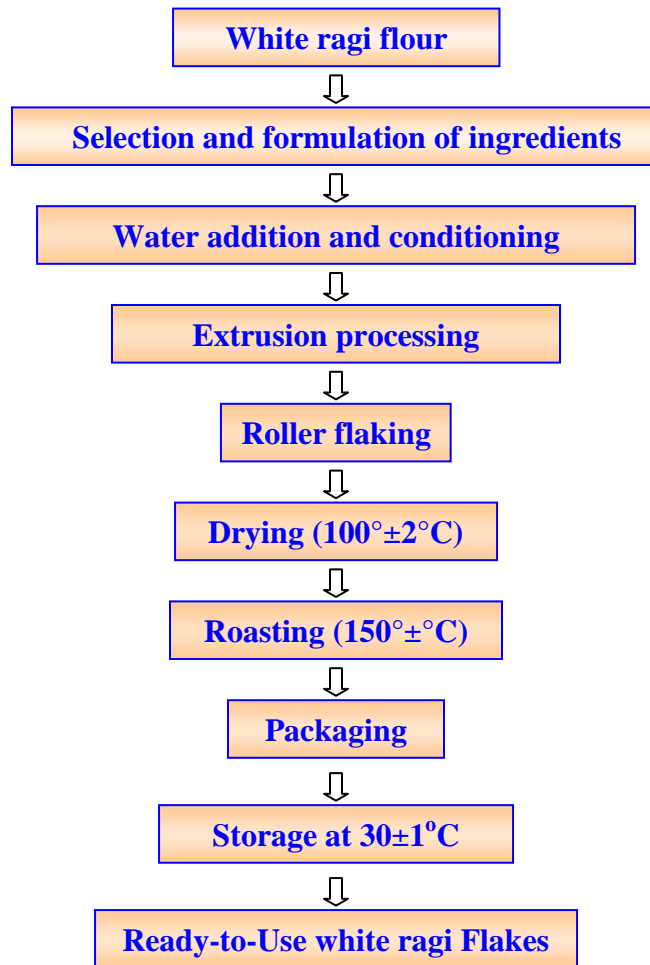 White ragi flour
Selection and formulation of ingredients
Water addition and conditioning
Extrusion processing
Roller flaking
Drying (100°±2°C)
Roasting (150°±°C)
Packaging
Storage at 30±1°C
Ready-to-Use white ragi Flakes